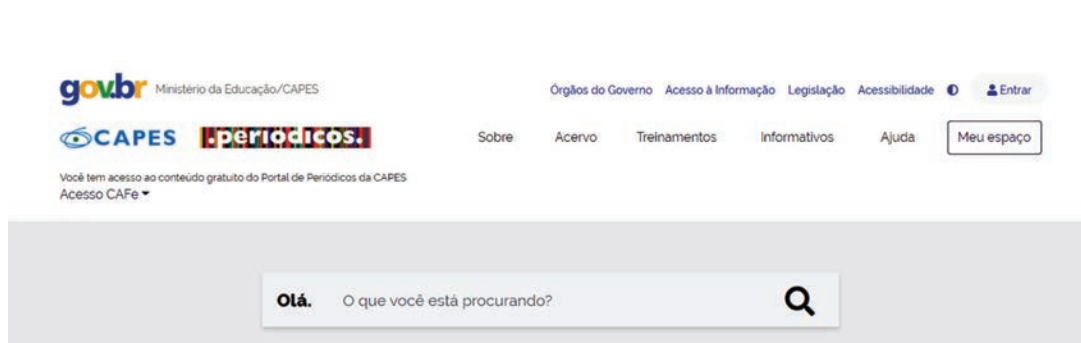 gov.br Ministério da Educação/CAPES Órgãos do Governo Acesso à Informação Legislação Acessibilidade Entrar
CAPES .periódicos. Sobre Acervo Treinamentos Informativos Ajuda Meu espaço
Você tem acesso ao conteúdo gratuito do Portal de Periódicos da CAPES
Acesso CAFe
Olá. O que você está procurando?